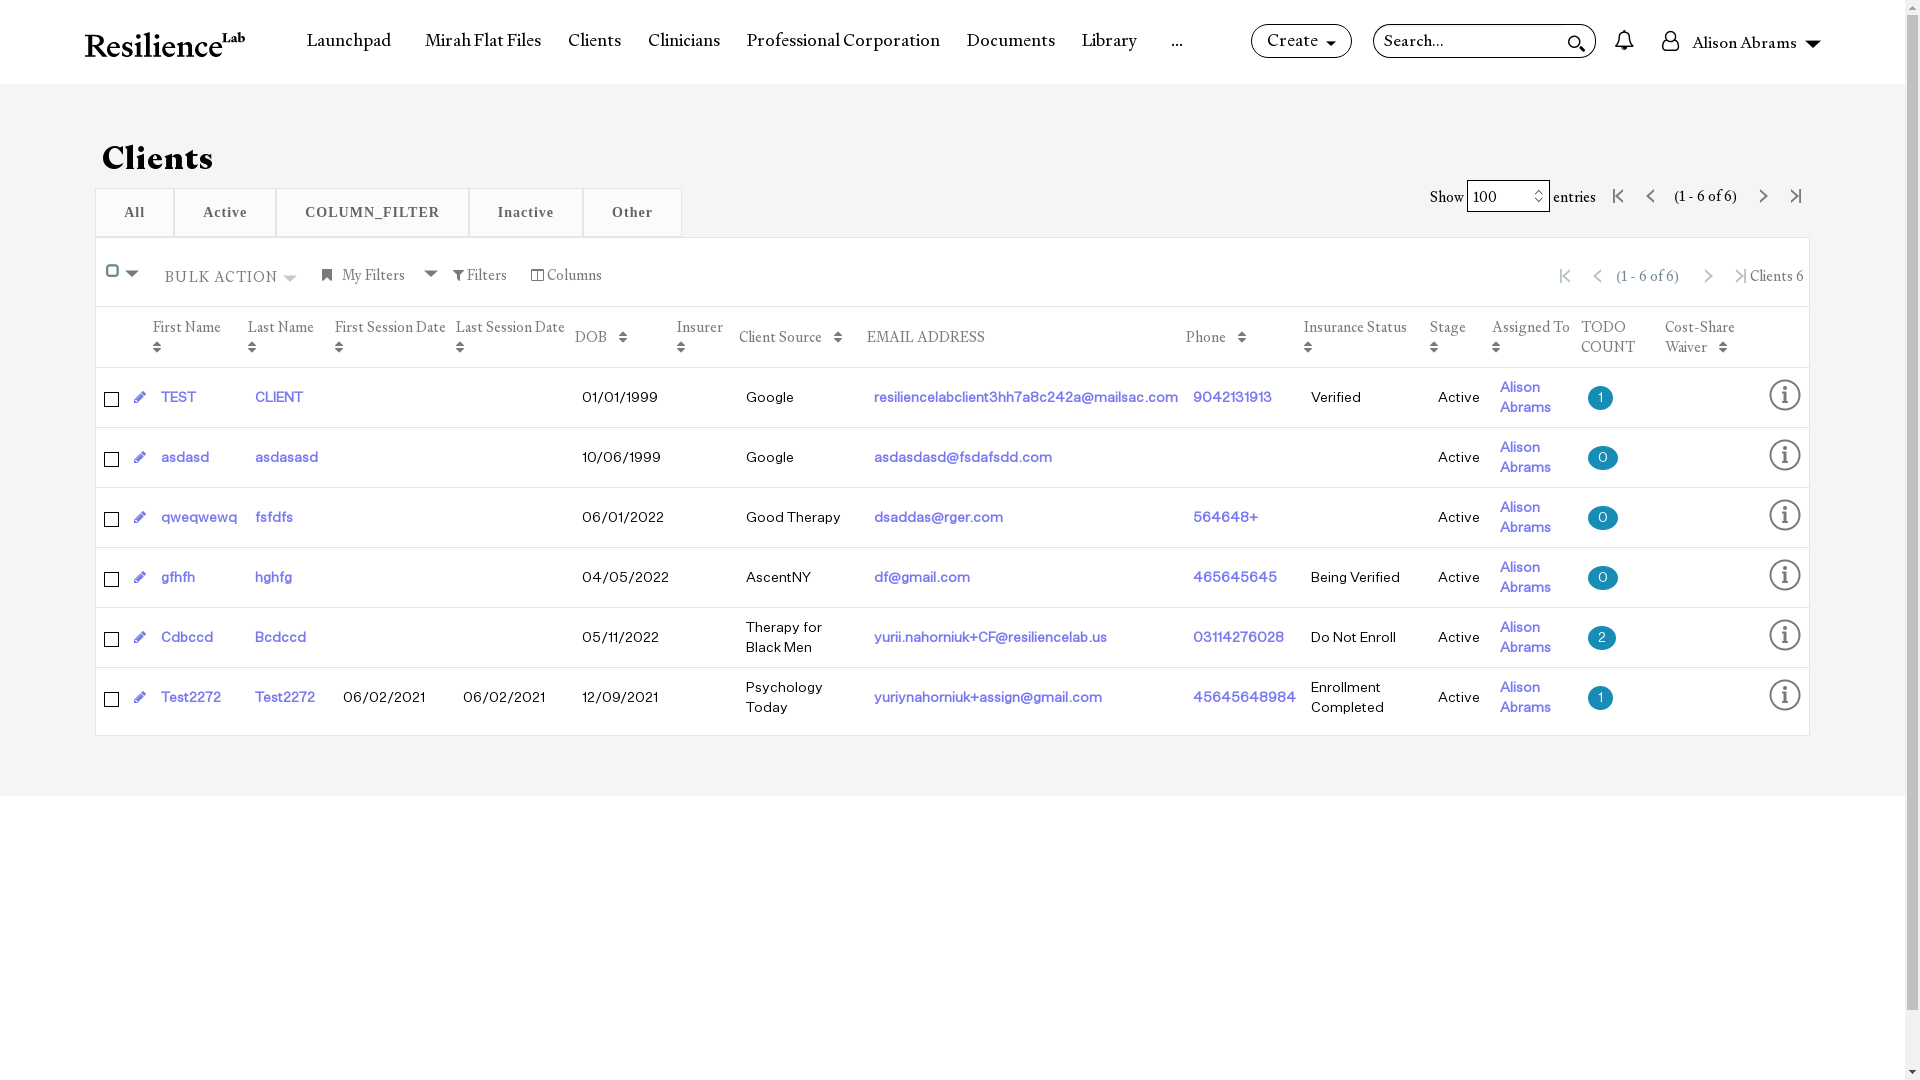 ResilienceLab Launchpad Mirah Flat Files Clients Clinicians Professional Corporation Documents Library ... Create Search... Alison Abrams
Clients
Show 100 entries (1 - 6 of 6)
All Active COLUMN_FILTER Inactive Other
BULK ACTION My Filters Filters Columns (1 - 6 of 6) Clients 6
First Name Last Name First Session Date Last Session Date DOB Insurer Client Source EMAIL ADDRESS Phone Insurance Status Stage Assigned To TODO COUNT Cost-Share Waiver
TEST CLIENT 01/01/1999 Google resiliencelabclient3hh7a8c242a@mailsac.com 9042131913 Verified Active Alison Abrams 1
asdasd asdasasd 10/06/1999 Google asdasdasd@fsdafsdd.com Active Alison Abrams 0
qweqwewq fsfdfs 06/01/2022 Good Therapy dsaddas@rger.com 564648+ Active Alison Abrams 0
gfhfh hghfg 04/05/2022 AscentNY df@gmail.com 465645645 Being Verified Active Alison Abrams 0
Cdbccd Bcdccd 05/11/2022 Therapy for Black Men yurii.nahorniuk+CF@resiliencelab.us 03114276028 Do Not Enroll Active Alison Abrams 2
Test2272 Test2272 06/02/2021 06/02/2021 12/09/2021 Psychology Today yuriynahorniuk+assign@gmail.com 45645648984 Enrollment Completed Active Alison Abrams 1